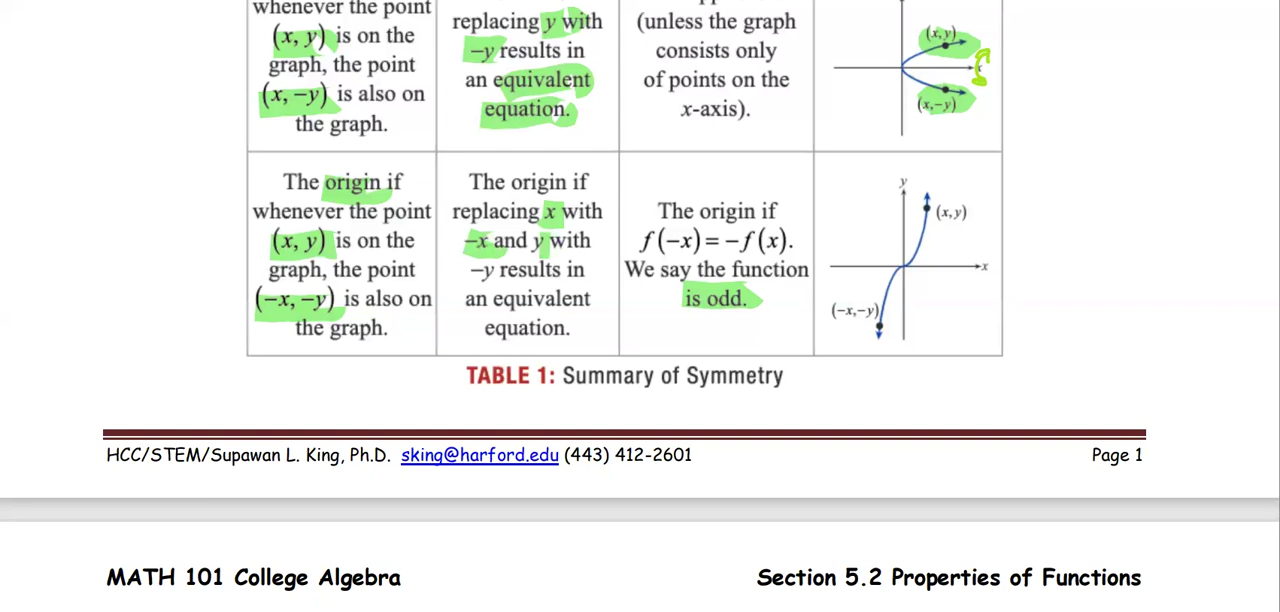 whenever the point
(x, y) is on the
graph, the point
(x, −y) is also on
the graph.
replacing y with
−y results in
an equivalent
equation.
(unless the graph
consists only
of points on the
x-axis).
(x,y)
(x,−y)
The origin if
whenever the point
(x, y) is on the
graph, the point
(−x, −y) is also on
the graph.
The origin if
replacing x with
−x and y with
−y results in
an equivalent
equation.
The origin if
f(−x) = −f(x).
We say the function
is odd.
y
(x,y)
x
(−x,−y)
TABLE 1: Summary of Symmetry
HCC/STEM/Supawan L. King, Ph.D. sking@harford.edu (443) 412-2601
Page 1
MATH 101 College Algebra
Section 5.2 Properties of Functions